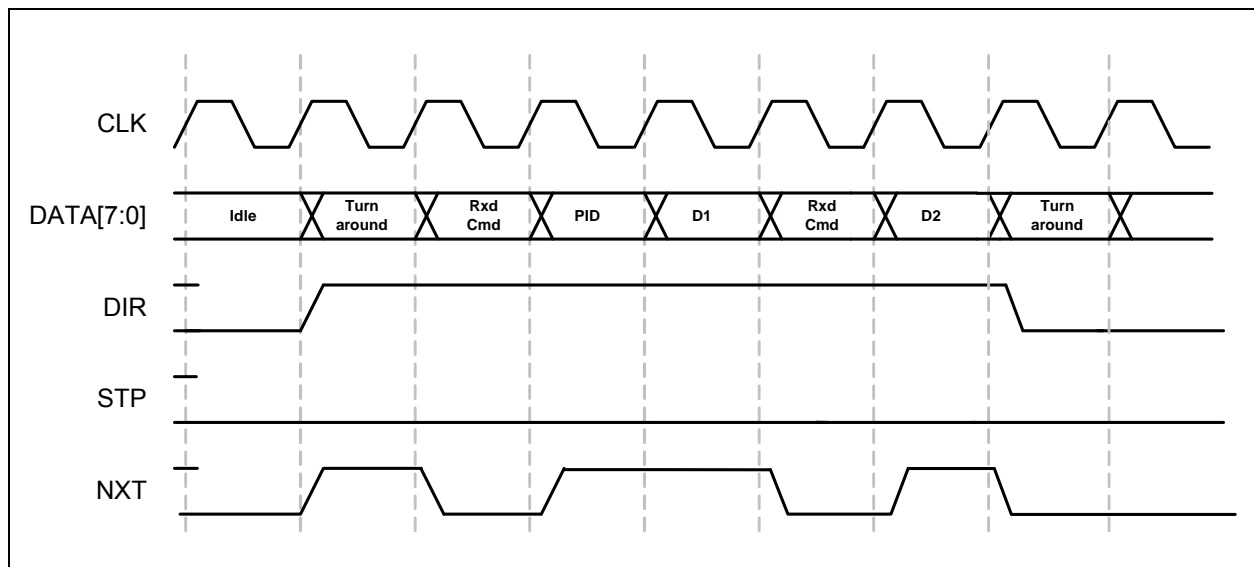 CLK
DATA[7:0]
Idle
Turn
around
Rxd
Cmd
PID
D1
Rxd
Cmd
D2
Turn
around
DIR
STP
NXT